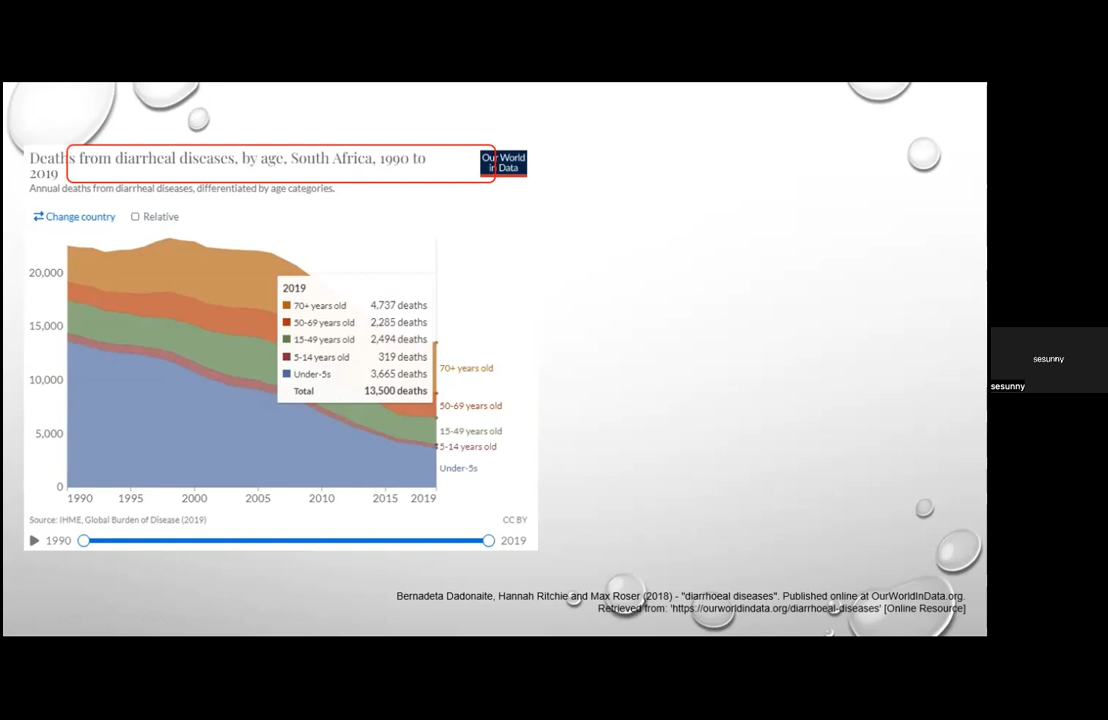 Deaths from diarrheal diseases, by age, South Africa, 1990 to
2019
Our World
in Data
Annual deaths from diarrheal diseases, differentiated by age categories.
Change country
Relative
20,000
15,000
10,000
5,000
0
2019
70+ years old 4,737 deaths
50-69 years old 2,285 deaths
15-49 years old 2,494 deaths
5-14 years old 319 deaths
Under-5s 3,665 deaths
Total 13,500 deaths
70+ years old
50-69 years old
15-49 years old
5-14 years old
Under-5s
1990 1995 2000 2005 2010 2015 2019
Source: IHME, Global Burden of Disease (2019)
CC BY
1990
2019
Bernadeta Dadonaite, Hannah Ritchie and Max Roser (2018) - "diarrhoeal diseases". Published online at OurWorldInData.org.
Retrieved from: 'https://ourworldindata.org/diarrhoeal-diseases' [Online Resource]
sesunny
sesunny